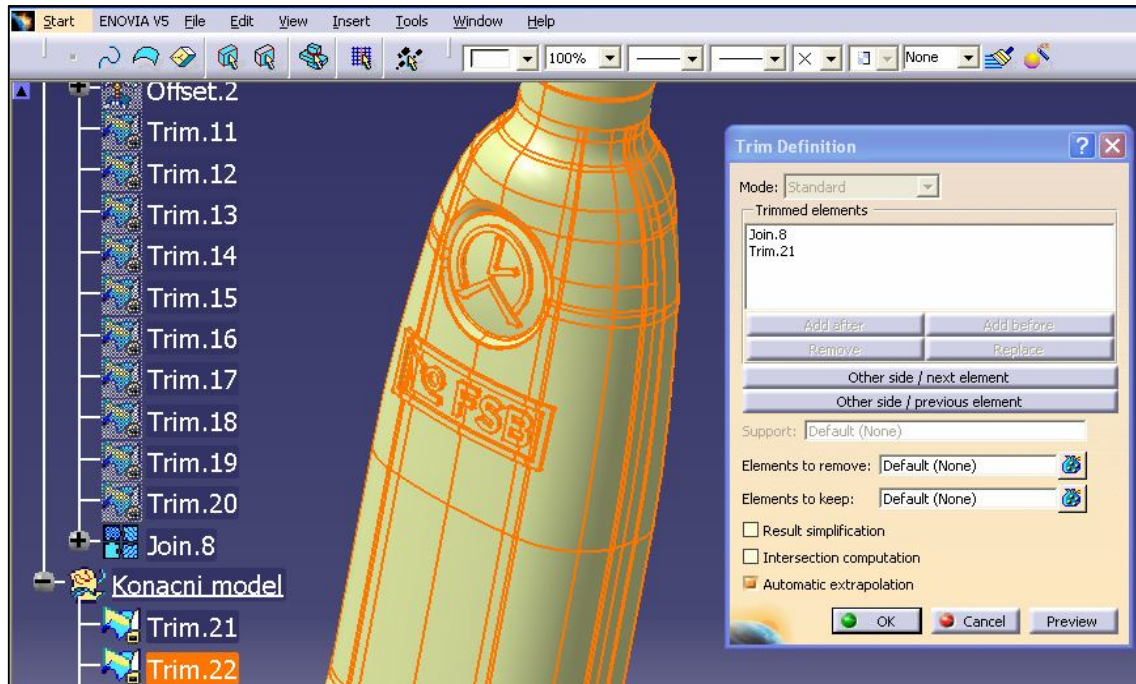 Start ENOVIA V5 File Edit View Insert Tools Window Help
100% None
Offset.2
Trim.11
Trim.12
Trim.13
Trim.14
Trim.15
Trim.16
Trim.17
Trim.18
Trim.19
Trim.20
Join.8
Konacni model
Trim.21
Trim.22
FSB
Trim Definition
Mode: Standard
Trimmed elements
Join.8
Trim.21
Add after Add before
Remove Replace
Other side / next element
Other side / previous element
Support: Default (None)
Elements to remove: Default (None)
Elements to keep: Default (None)
Result simplification
Intersection computation
Automatic extrapolation
OK Cancel Preview